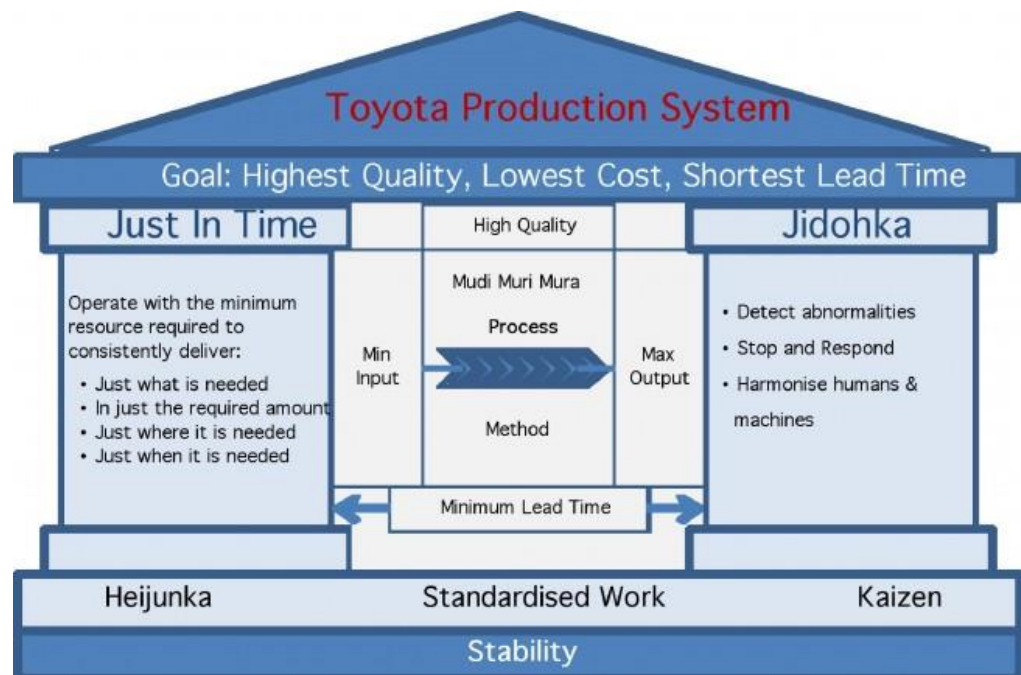 Toyota Production System
Goal: Highest Quality, Lowest Cost, Shortest Lead Time
Just In Time
Operate with the minimum
resource required to
consistently deliver:
• Just what is needed
• In just the required amount
• Just where it is needed
• Just when it is needed
High Quality
Mudi Muri Mura
Process
Min
Input
Max
Output
Method
Minimum Lead Time
Jidohka
• Detect abnormalities
• Stop and Respond
• Harmonise humans &
machines
Heijunka
Standardised Work
Kaizen
Stability